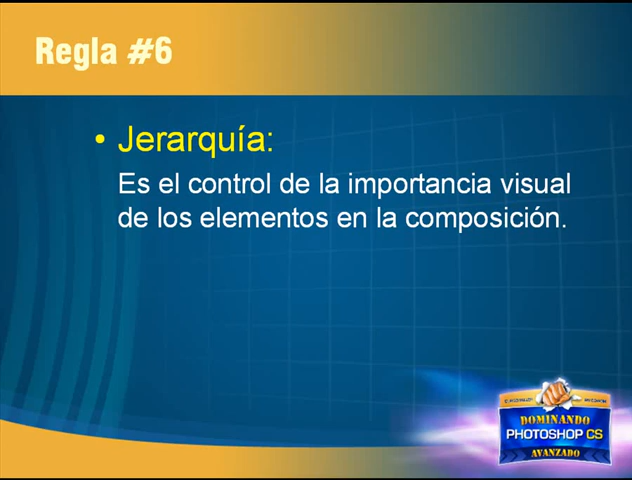 Regla #6
• Jerarquía:
Es el control de la importancia visual
de los elementos en la composición.
DOMINANDO
PHOTOSHOP CS
AVANZADO